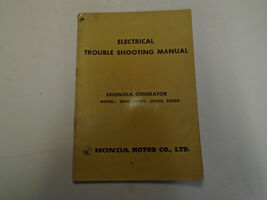 ELECTRICAL
TROUBLE SHOOTING MANUAL
HONDA GENERATOR
HONDA MOTOR CO., LTD.